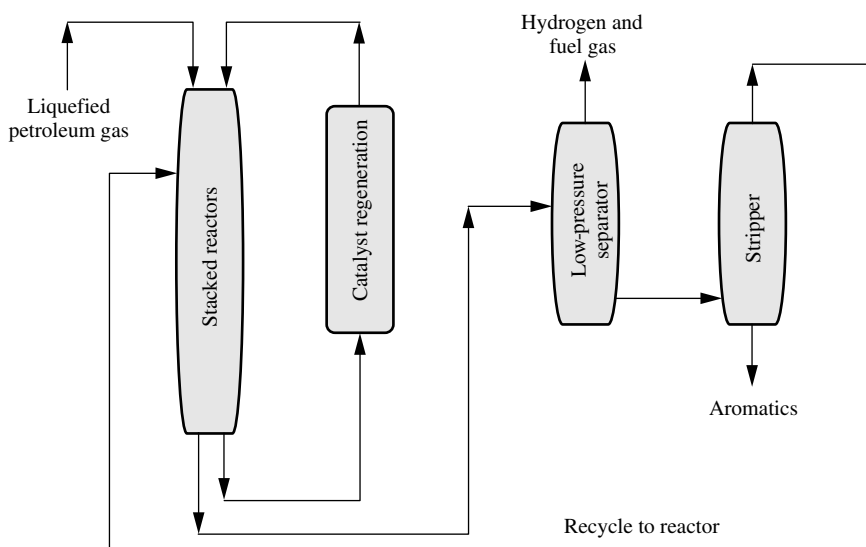 Hydrogen and
fuel gas
Liquefied
petroleum gas
Stacked reactors
Catalyst regeneration
Low-pressure
separator
Stripper
Aromatics
Recycle to reactor